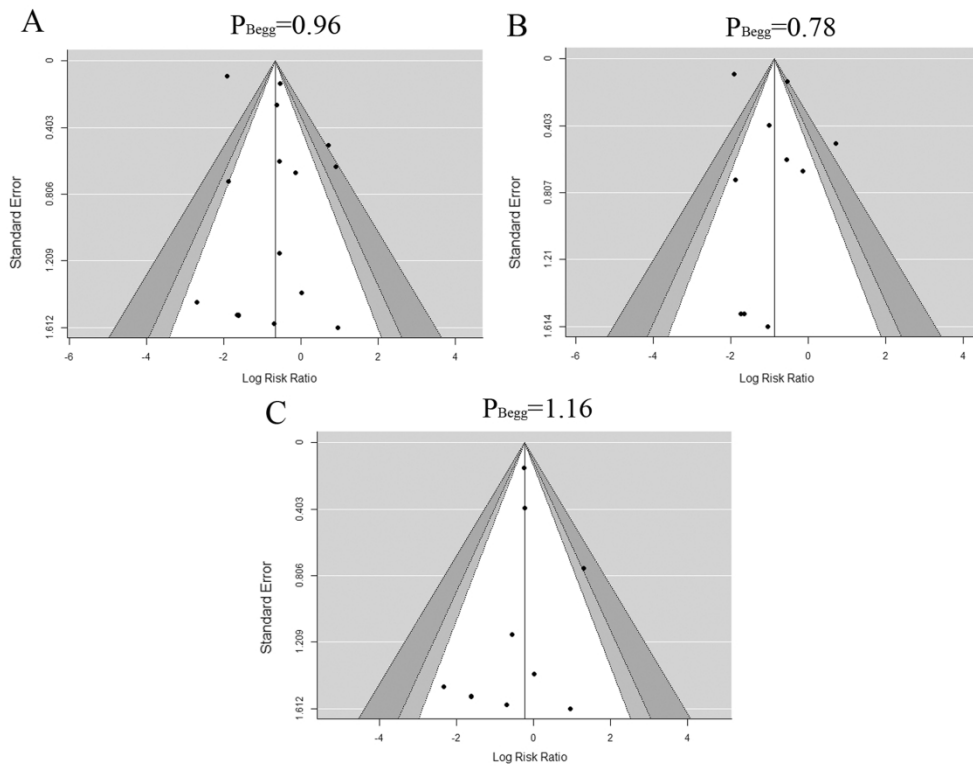 A
P Begg=0.96
0
0.403
0.806
1.209
1.612
Standard Error
-6
-4
-2
0
2
4
Log Risk Ratio
B
P Begg=0.78
0
0.403
0.807
1.21
1.614
Standard Error
-6
-4
-2
0
2
4
Log Risk Ratio
C
P Begg=1.16
0
0.403
0.806
1.209
1.612
Standard Error
-4
-2
0
2
4
Log Risk Ratio